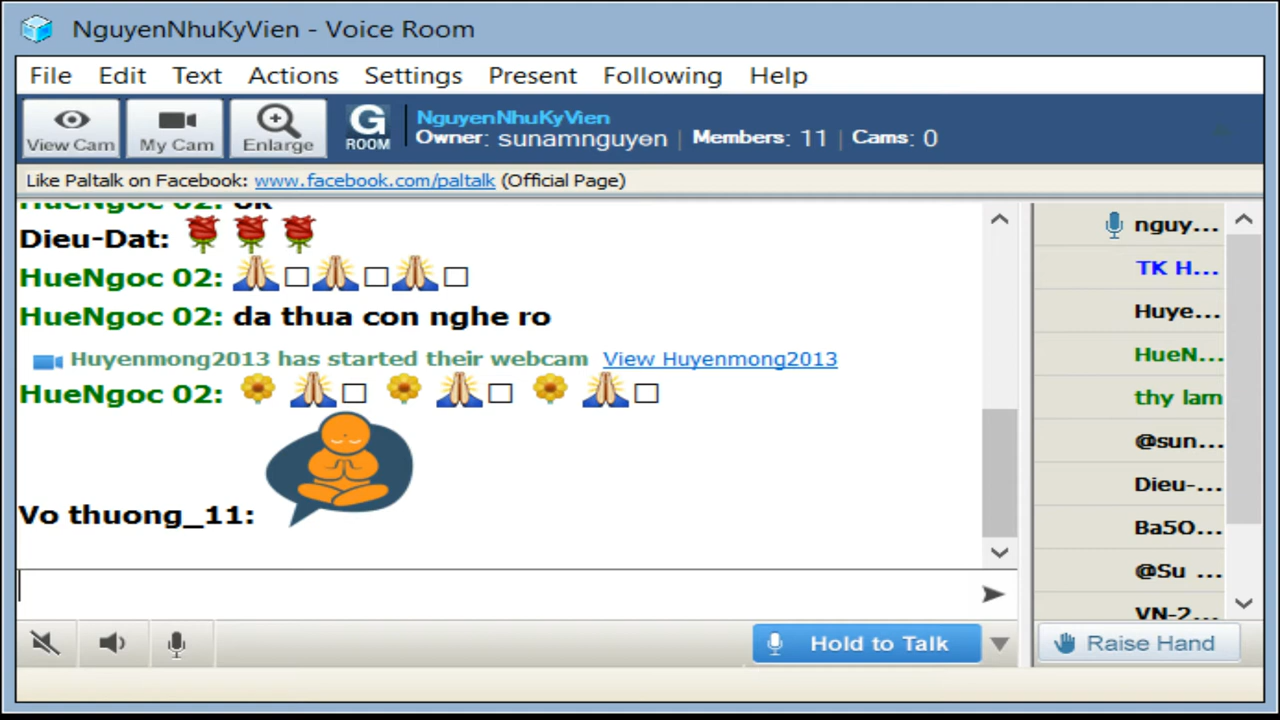 NguyenNhuKyVien - Voice Room
File Edit Text Actions Settings Present Following Help
View Cam My Cam Enlarge G ROOM
NguyenNhuKyVien
Owner: sunamnguyen | Members: 11 | Cams: 0
Like Paltalk on Facebook: www.facebook.com/paltalk (Official Page)
HueNgoc 02: ok
Dieu-Dat: 🌹 🌹 🌹
HueNgoc 02: 🙏□🙏□🙏□
HueNgoc 02: da thua con nghe ro
Huyenmong2013 has started their webcam View Huyenmong2013
HueNgoc 02: 🌼 🙏□ 🌼 🙏□ 🌼 🙏□
Vo thuong_11:
nguy...
TK H...
Huye...
HueN...
thy lam
@sun...
Dieu-...
Ba5O...
@Su ...
VN-2...
Hold to Talk
Raise Hand